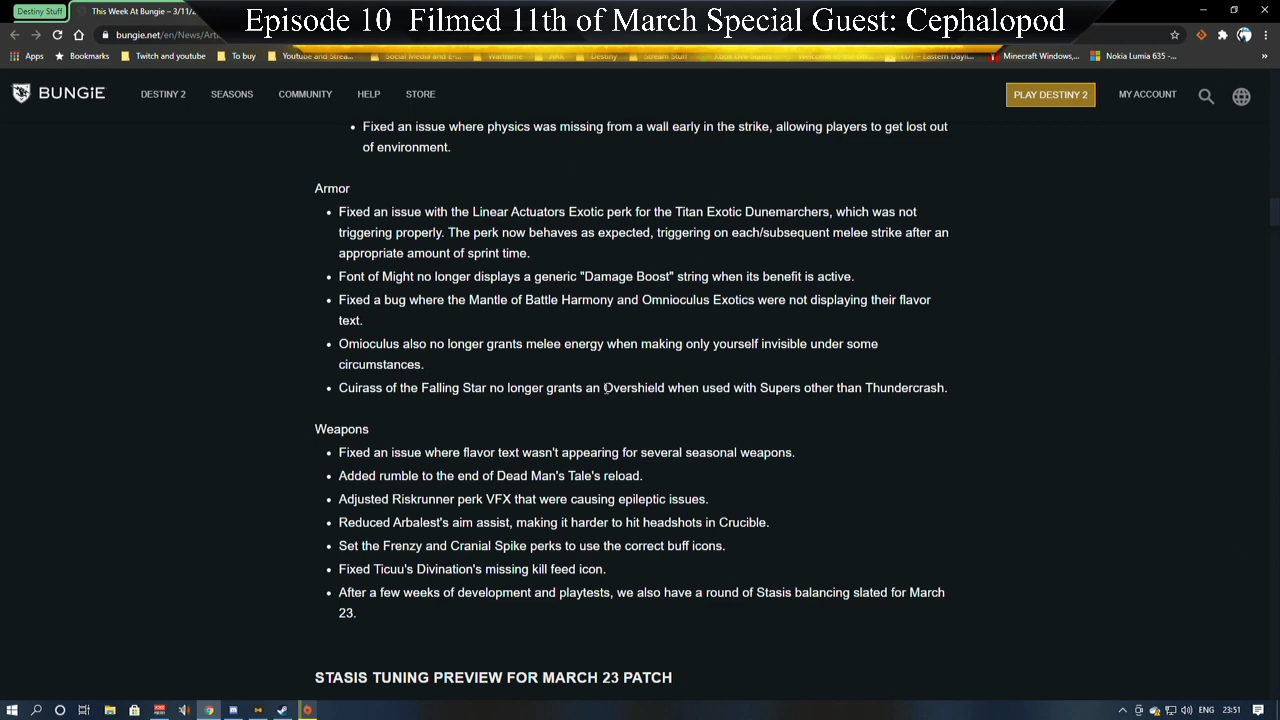 Episode 10 Filmed 11th of March Special Guest: Cephalopod
Destiny Stuff
This Week At Bungie – 3/11/2
bungie.net/en/News/Arti
Apps
Bookmarks
Twitch and youtube
To buy
Youtube and Strea...
Social Media and E-...
Warframe
Destiny
Stream Stuff
Minecraft Windows,...
Nokia Lumia 635 -...
BUNGiE
DESTINY 2
SEASONS
COMMUNITY
HELP
STORE
PLAY DESTINY 2
MY ACCOUNT
• Fixed an issue where physics was missing from a wall early in the strike, allowing players to get lost out
of environment.
Armor
• Fixed an issue with the Linear Actuators Exotic perk for the Titan Exotic Dunemarchers, which was not
triggering properly. The perk now behaves as expected, triggering on each/subsequent melee strike after an
appropriate amount of sprint time.
• Font of Might no longer displays a generic "Damage Boost" string when its benefit is active.
• Fixed a bug where the Mantle of Battle Harmony and Omnioculus Exotics were not displaying their flavor
text.
• Omioculus also no longer grants melee energy when making only yourself invisible under some
circumstances.
• Cuirass of the Falling Star no longer grants an Overshield when used with Supers other than Thundercrash.
Weapons
• Fixed an issue where flavor text wasn't appearing for several seasonal weapons.
• Added rumble to the end of Dead Man's Tale's reload.
• Adjusted Riskrunner perk VFX that were causing epileptic issues.
• Reduced Arbalest's aim assist, making it harder to hit headshots in Crucible.
• Set the Frenzy and Cranial Spike perks to use the correct buff icons.
• Fixed Ticuu's Divination's missing kill feed icon.
• After a few weeks of development and playtests, we also have a round of Stasis balancing slated for March
23.
STASIS TUNING PREVIEW FOR MARCH 23 PATCH
ENG
23:51